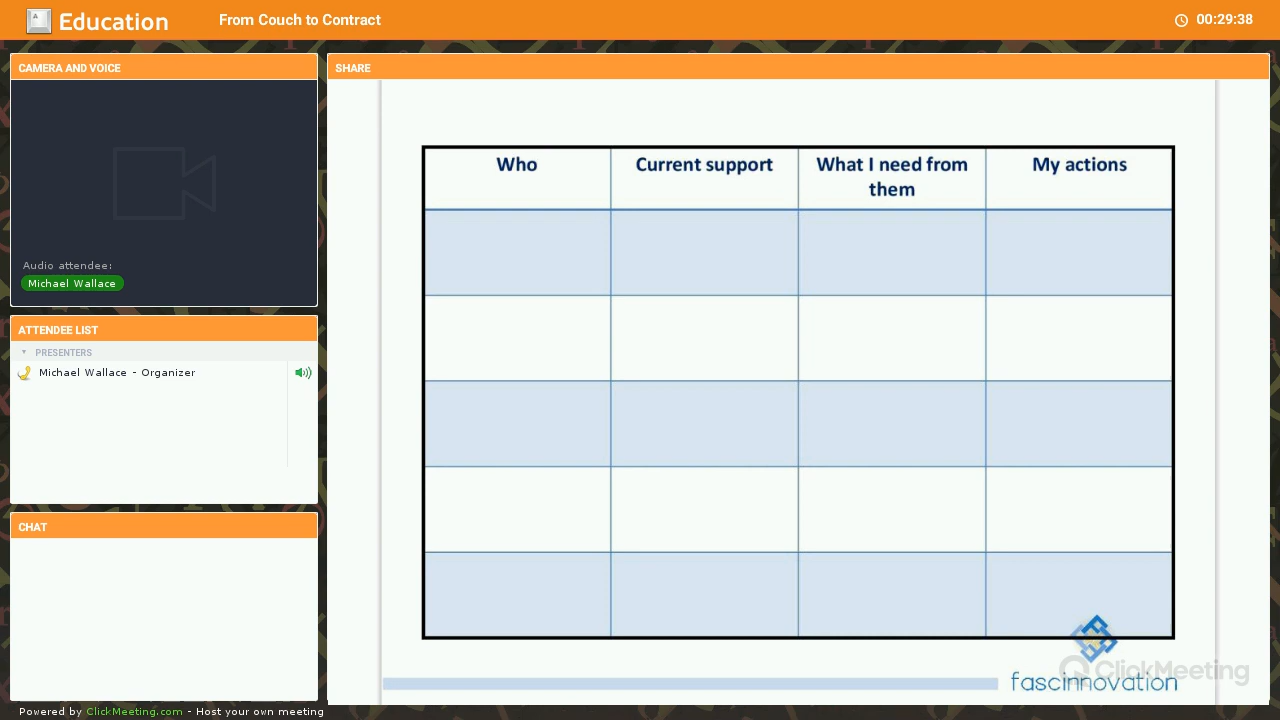 Education
From Couch to Contract
00:29:38
CAMERA AND VOICE
Audio attendee:
Michael Wallace
ATTENDEE LIST
PRESENTERS
Michael Wallace - Organizer
CHAT
Powered by ClickMeeting.com - Host your own meeting
SHARE
Who
Current support
What I need from
them
My actions
ClickMeeting
fascinnovation